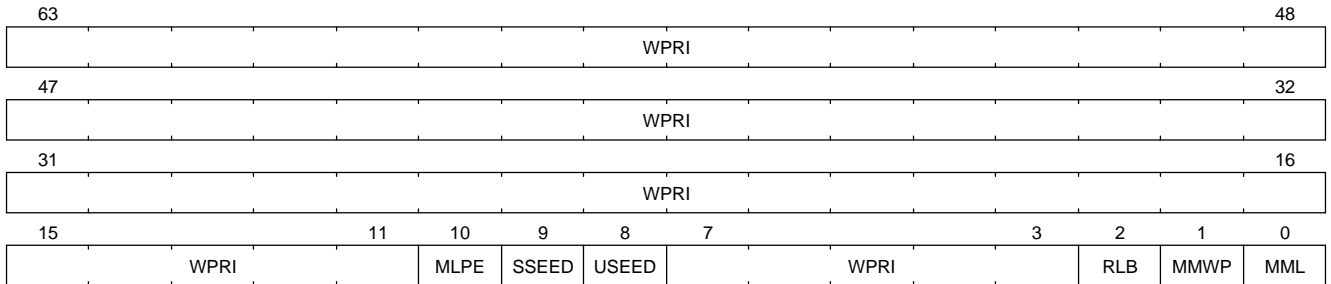 63 48
WPRI
47 32
WPRI
31 16
WPRI
15 11 10 9 8 7 3 2 1 0
WPRI MLPE SSEED USEED WPRI RLB MMWP MML